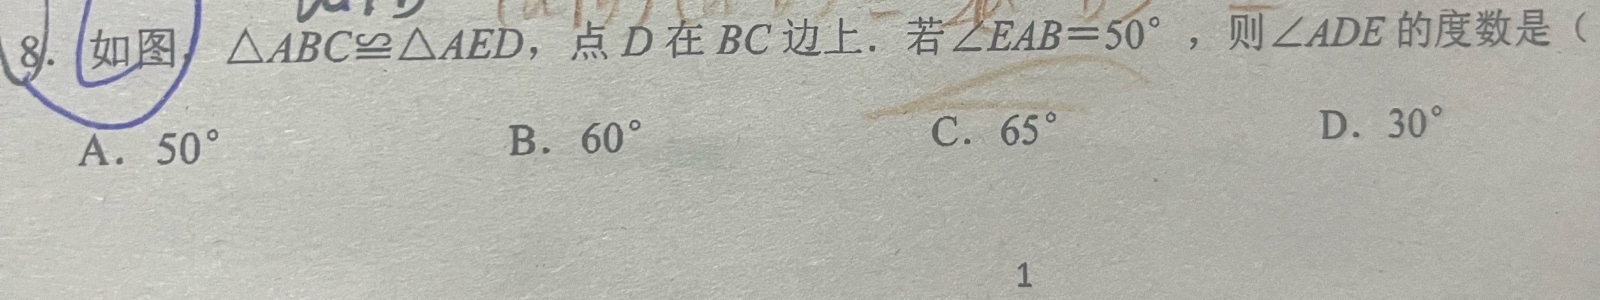 8. 如图，△ABC≌△AED，点 D 在 BC 边上．若∠EAB=50°，则∠ADE 的度数是（
A．50° B．60° C．65° D．30°
1